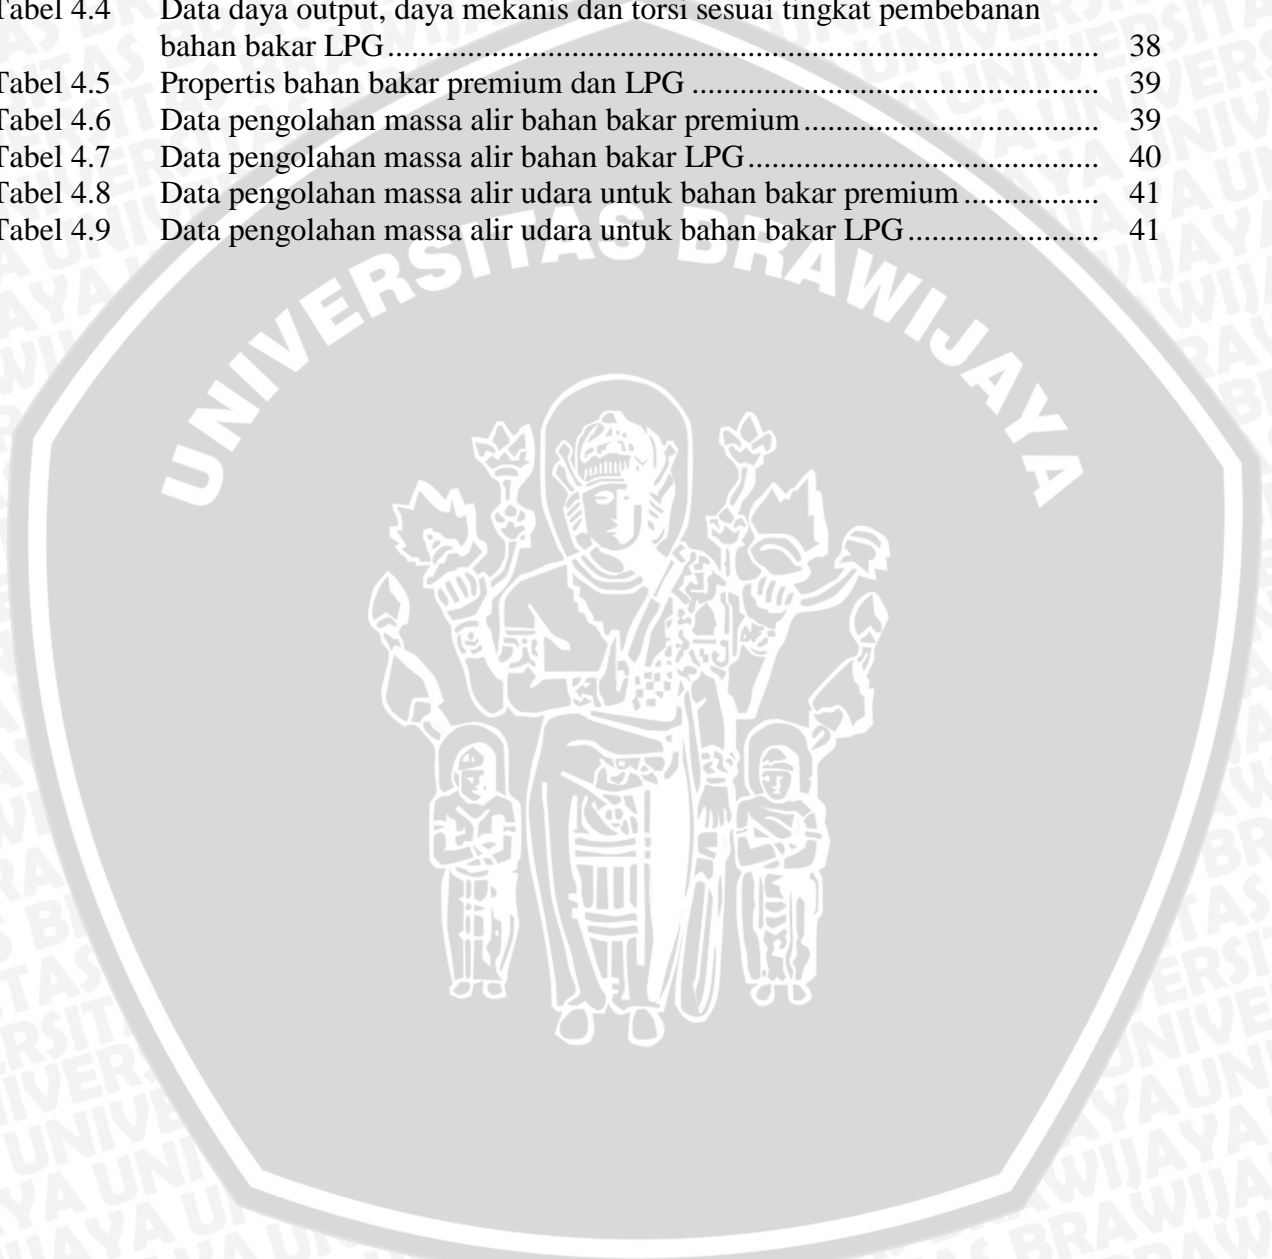 Tabel 4.4 Data daya output, daya mekanis dan torsi sesuai tingkat pembebanan
bahan bakar LPG......................................................................................... 38
Tabel 4.5 Propertis bahan bakar premium dan LPG ................................................... 39
Tabel 4.6 Data pengolahan massa alir bahan bakar premium..................................... 39
Tabel 4.7 Data pengolahan massa alir bahan bakar LPG............................................ 40
Tabel 4.8 Data pengolahan massa alir udara untuk bahan bakar premium ................. 41
Tabel 4.9 Data pengolahan massa alir udara untuk bahan bakar LPG........................ 41
UNIVERSITAS BRAWIJAYA